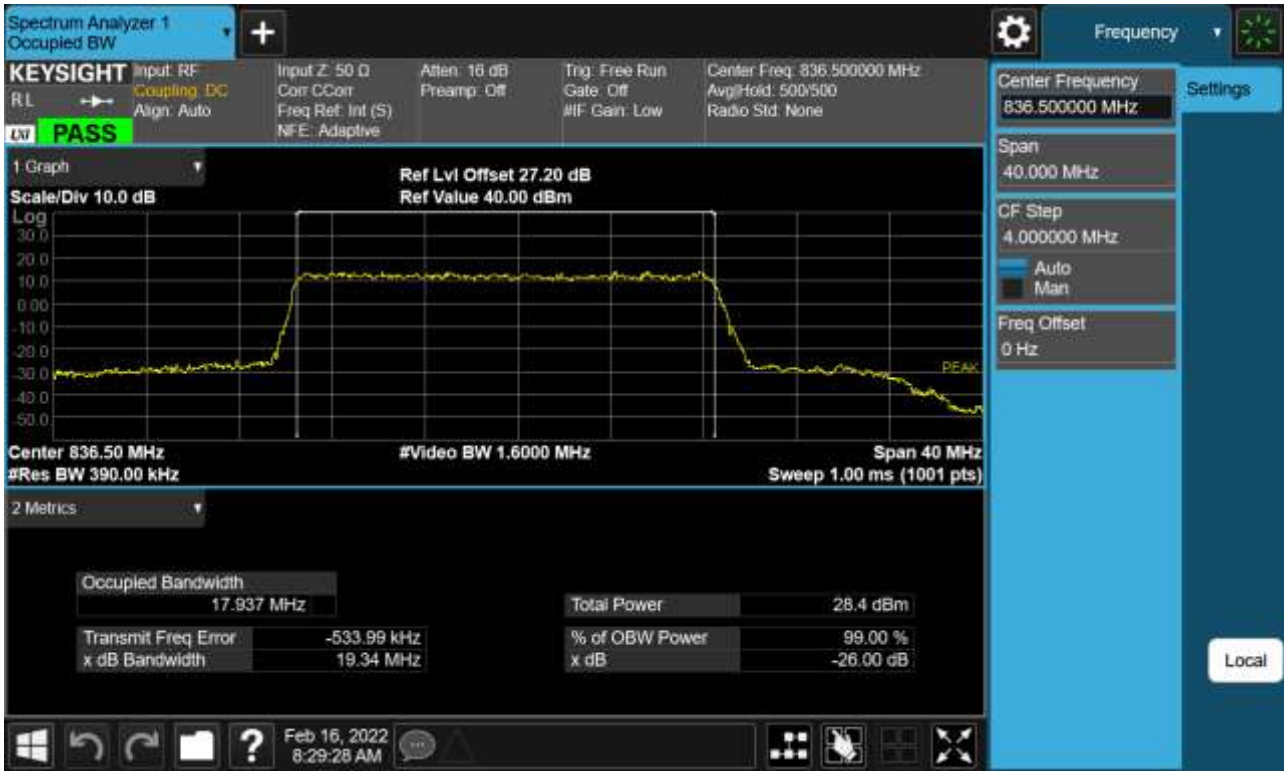 Spectrum Analyzer 1
Occupied BW
+
Frequency
KEYSIGHT
RL
PASS
Input: RF
Coupling: DC
Align: Auto
Input Z: 50 Ω
Corr CCorr
Freq Ref: Int (S)
NFE: Adaptive
Atten: 16 dB
Preamp: Off
Trig: Free Run
Gate: Off
#IF Gain: Low
Center Freq: 836.500000 MHz
Avg|Hold: 500/500
Radio Std: None
Center Frequency
836.500000 MHz
Settings
Span
40.000 MHz
CF Step
4.000000 MHz
Auto
Man
Freq Offset
0 Hz
1 Graph
Scale/Div 10.0 dB
Ref Lvl Offset 27.20 dB
Ref Value 40.00 dBm
Log
30.0
20.0
10.0
0.00
-10.0
-20.0
-30.0
-40.0
-50.0
PEAK
Center 836.50 MHz
#Video BW 1.6000 MHz
Span 40 MHz
#Res BW 390.00 kHz
Sweep 1.00 ms (1001 pts)
2 Metrics
Occupied Bandwidth
17.937 MHz
Total Power 28.4 dBm
Transmit Freq Error -533.99 kHz
% of OBW Power 99.00 %
x dB Bandwidth 19.34 MHz
x dB -26.00 dB
Local
?
Feb 16, 2022
8:29:28 AM